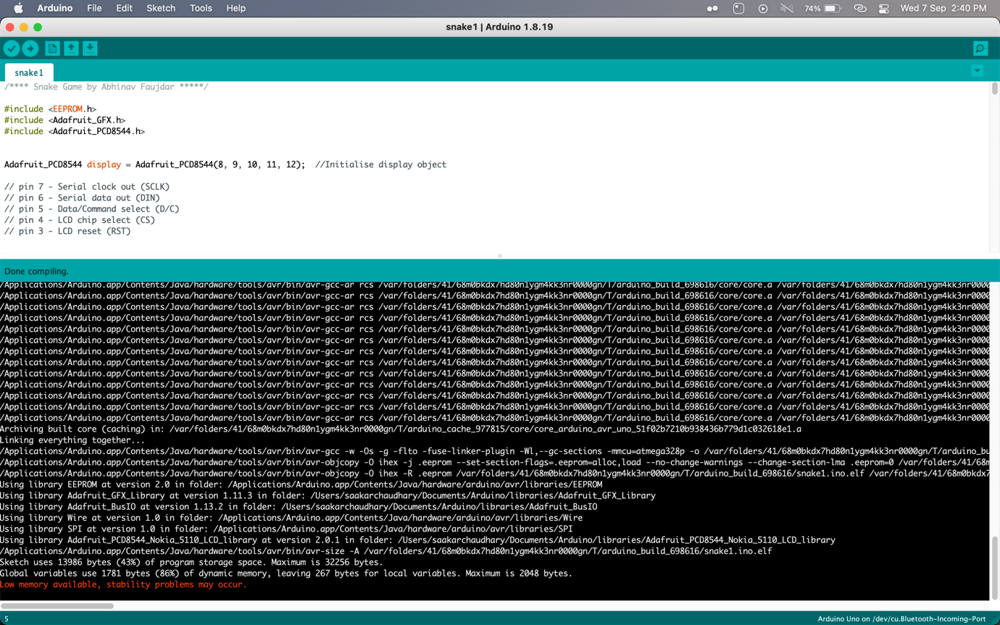 Arduino File Edit Sketch Tools Help 74% Wed 7 Sep 2:40 PM
snake1 | Arduino 1.8.19
snake1
/**** Snake Game by Abhinav Faujdar *****/
#include <EEPROM.h>
#include <Adafruit_GFX.h>
#include <Adafruit_PCD8544.h>
Adafruit_PCD8544 display = Adafruit_PCD8544(8, 9, 10, 11, 12); //Initialise display object
// pin 7 - Serial clock out (SCLK)
// pin 6 - Serial data out (DIN)
// pin 5 - Data/Command select (D/C)
// pin 4 - LCD chip select (CS)
// pin 3 - LCD reset (RST)
Done compiling.
/Applications/Arduino.app/Contents/Java/hardware/tools/avr/bin/avr-gcc-ar rcs /var/folders/41/68m0bkdx7hd80n1ygm4kk3nr0000gn/T/arduino_build_698616/core/core.a /var/folders/41/68m0bkdx7hd80n1ygm4kk3nr0000
/Applications/Arduino.app/Contents/Java/hardware/tools/avr/bin/avr-gcc-ar rcs /var/folders/41/68m0bkdx7hd80n1ygm4kk3nr0000gn/T/arduino_build_698616/core/core.a /var/folders/41/68m0bkdx7hd80n1ygm4kk3nr0000
/Applications/Arduino.app/Contents/Java/hardware/tools/avr/bin/avr-gcc-ar rcs /var/folders/41/68m0bkdx7hd80n1ygm4kk3nr0000gn/T/arduino_build_698616/core/core.a /var/folders/41/68m0bkdx7hd80n1ygm4kk3nr0000
/Applications/Arduino.app/Contents/Java/hardware/tools/avr/bin/avr-gcc-ar rcs /var/folders/41/68m0bkdx7hd80n1ygm4kk3nr0000gn/T/arduino_build_698616/core/core.a /var/folders/41/68m0bkdx7hd80n1ygm4kk3nr0000
/Applications/Arduino.app/Contents/Java/hardware/tools/avr/bin/avr-gcc-ar rcs /var/folders/41/68m0bkdx7hd80n1ygm4kk3nr0000gn/T/arduino_build_698616/core/core.a /var/folders/41/68m0bkdx7hd80n1ygm4kk3nr0000
/Applications/Arduino.app/Contents/Java/hardware/tools/avr/bin/avr-gcc-ar rcs /var/folders/41/68m0bkdx7hd80n1ygm4kk3nr0000gn/T/arduino_build_698616/core/core.a /var/folders/41/68m0bkdx7hd80n1ygm4kk3nr0000
/Applications/Arduino.app/Contents/Java/hardware/tools/avr/bin/avr-gcc-ar rcs /var/folders/41/68m0bkdx7hd80n1ygm4kk3nr0000gn/T/arduino_build_698616/core/core.a /var/folders/41/68m0bkdx7hd80n1ygm4kk3nr0000
/Applications/Arduino.app/Contents/Java/hardware/tools/avr/bin/avr-gcc-ar rcs /var/folders/41/68m0bkdx7hd80n1ygm4kk3nr0000gn/T/arduino_build_698616/core/core.a /var/folders/41/68m0bkdx7hd80n1ygm4kk3nr0000
/Applications/Arduino.app/Contents/Java/hardware/tools/avr/bin/avr-gcc-ar rcs /var/folders/41/68m0bkdx7hd80n1ygm4kk3nr0000gn/T/arduino_build_698616/core/core.a /var/folders/41/68m0bkdx7hd80n1ygm4kk3nr0000
/Applications/Arduino.app/Contents/Java/hardware/tools/avr/bin/avr-gcc-ar rcs /var/folders/41/68m0bkdx7hd80n1ygm4kk3nr0000gn/T/arduino_build_698616/core/core.a /var/folders/41/68m0bkdx7hd80n1ygm4kk3nr0000
/Applications/Arduino.app/Contents/Java/hardware/tools/avr/bin/avr-gcc-ar rcs /var/folders/41/68m0bkdx7hd80n1ygm4kk3nr0000gn/T/arduino_build_698616/core/core.a /var/folders/41/68m0bkdx7hd80n1ygm4kk3nr0000
/Applications/Arduino.app/Contents/Java/hardware/tools/avr/bin/avr-gcc-ar rcs /var/folders/41/68m0bkdx7hd80n1ygm4kk3nr0000gn/T/arduino_build_698616/core/core.a /var/folders/41/68m0bkdx7hd80n1ygm4kk3nr0000
/Applications/Arduino.app/Contents/Java/hardware/tools/avr/bin/avr-gcc-ar rcs /var/folders/41/68m0bkdx7hd80n1ygm4kk3nr0000gn/T/arduino_build_698616/core/core.a /var/folders/41/68m0bkdx7hd80n1ygm4kk3nr0000
Archiving built core (caching) in: /var/folders/41/68m0bkdx7hd80n1ygm4kk3nr0000gn/T/arduino_cache_977815/core/core_arduino_avr_uno_51f02b7210b938436b779d1c032618e1.a
Linking everything together...
/Applications/Arduino.app/Contents/Java/hardware/tools/avr/bin/avr-gcc -w -Os -g -flto -fuse-linker-plugin -Wl,--gc-sections -mmcu=atmega328p -o /var/folders/41/68m0bkdx7hd80n1ygm4kk3nr0000gn/T/arduino_bu
/Applications/Arduino.app/Contents/Java/hardware/tools/avr/bin/avr-objcopy -O ihex -j .eeprom --set-section-flags=.eeprom=alloc,load --no-change-warnings --change-section-lma .eeprom=0 /var/folders/41/68m
/Applications/Arduino.app/Contents/Java/hardware/tools/avr/bin/avr-objcopy -O ihex -R .eeprom /var/folders/41/68m0bkdx7hd80n1ygm4kk3nr0000gn/T/arduino_build_698616/snake1.ino.elf /var/folders/41/68m0bkdx7
Using library EEPROM at version 2.0 in folder: /Applications/Arduino.app/Contents/Java/hardware/arduino/avr/libraries/EEPROM
Using library Adafruit_GFX_Library at version 1.11.3 in folder: /Users/saakarchaudhary/Documents/Arduino/libraries/Adafruit_GFX_Library
Using library Adafruit_BusIO at version 1.13.2 in folder: /Users/saakarchaudhary/Documents/Arduino/libraries/Adafruit_BusIO
Using library Wire at version 1.0 in folder: /Applications/Arduino.app/Contents/Java/hardware/arduino/avr/libraries/Wire
Using library SPI at version 1.0 in folder: /Applications/Arduino.app/Contents/Java/hardware/arduino/avr/libraries/SPI
Using library Adafruit_PCD8544_Nokia_5110_LCD_library at version 2.0.1 in folder: /Users/saakarchaudhary/Documents/Arduino/libraries/Adafruit_PCD8544_Nokia_5110_LCD_library
/Applications/Arduino.app/Contents/Java/hardware/tools/avr/bin/avr-size -A /var/folders/41/68m0bkdx7hd80n1ygm4kk3nr0000gn/T/arduino_build_698616/snake1.ino.elf
Sketch uses 13986 bytes (43%) of program storage space. Maximum is 32256 bytes.
Global variables use 1781 bytes (86%) of dynamic memory, leaving 267 bytes for local variables. Maximum is 2048 bytes.
Low memory available, stability problems may occur.
5 Arduino Uno on /dev/cu.Bluetooth-Incoming-Port